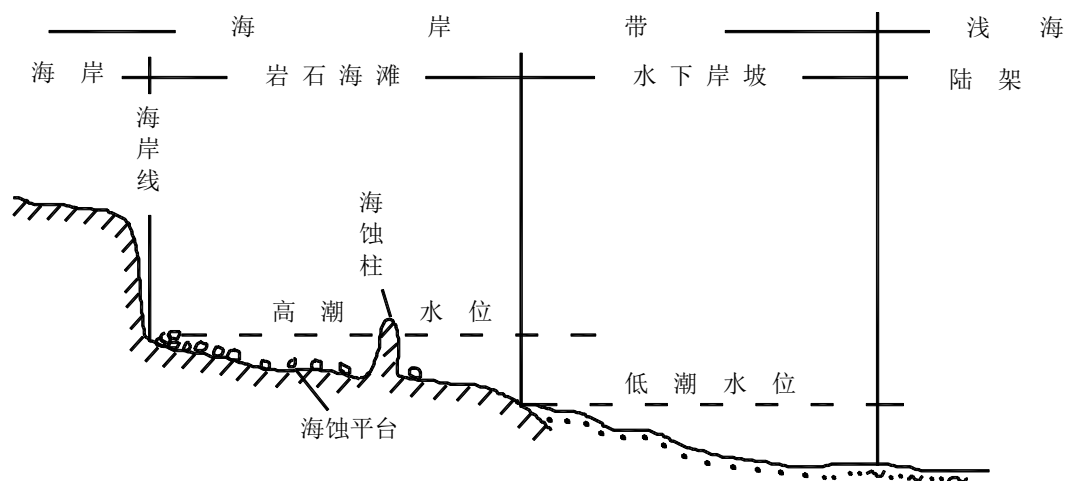 海岸带 浅海
海岸 岩石海滩 水下岸坡 陆架
海岸线
海蚀柱
高潮水位
低潮水位
海蚀平台